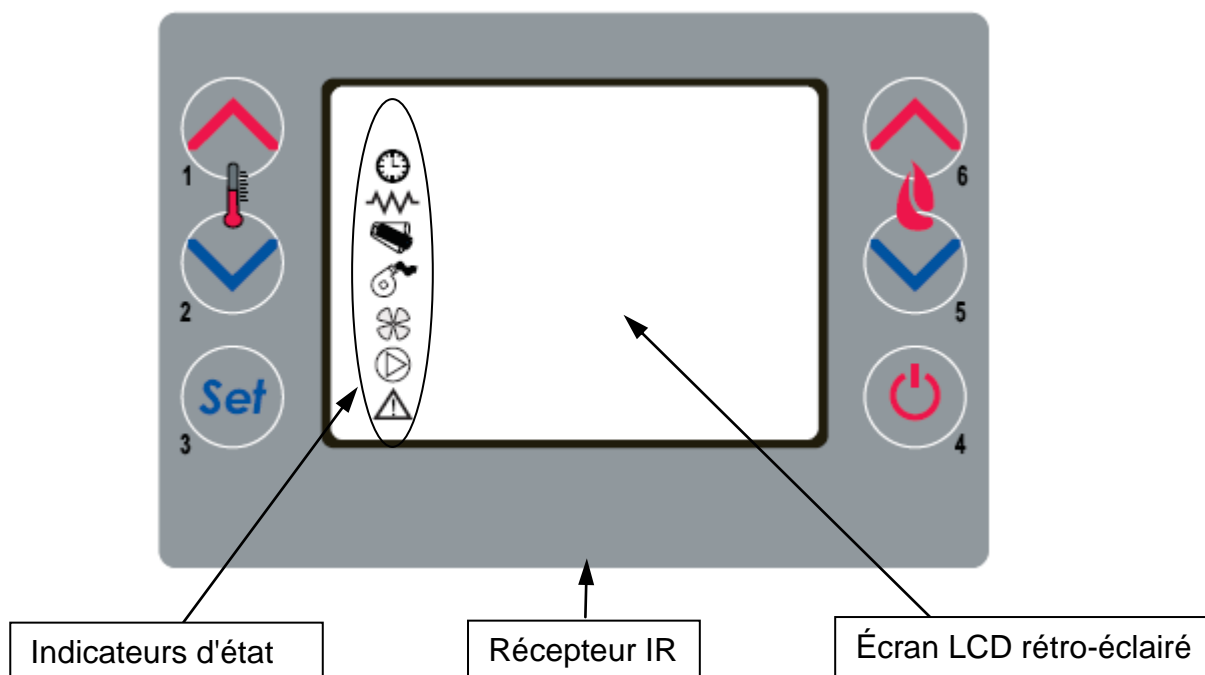 1
6
2
5
Set
3
4
Indicateurs d'état
Récepteur IR
Écran LCD rétro-éclairé